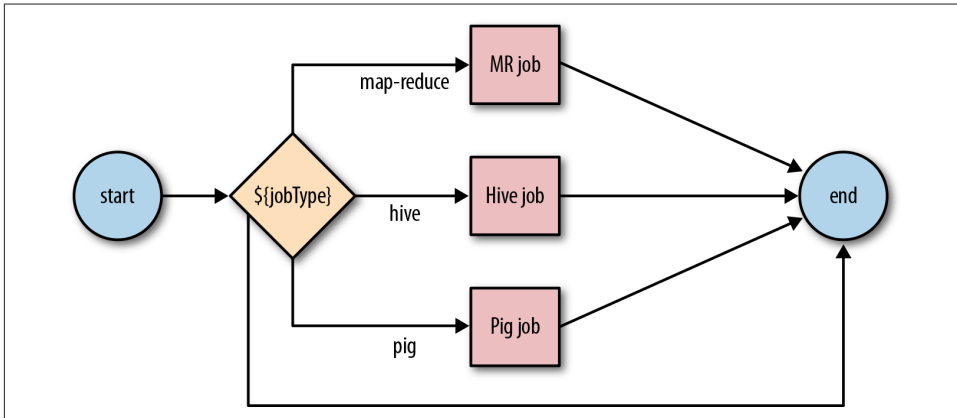 MR job
map-reduce
start
${jobType}
hive
Hive job
end
pig
Pig job